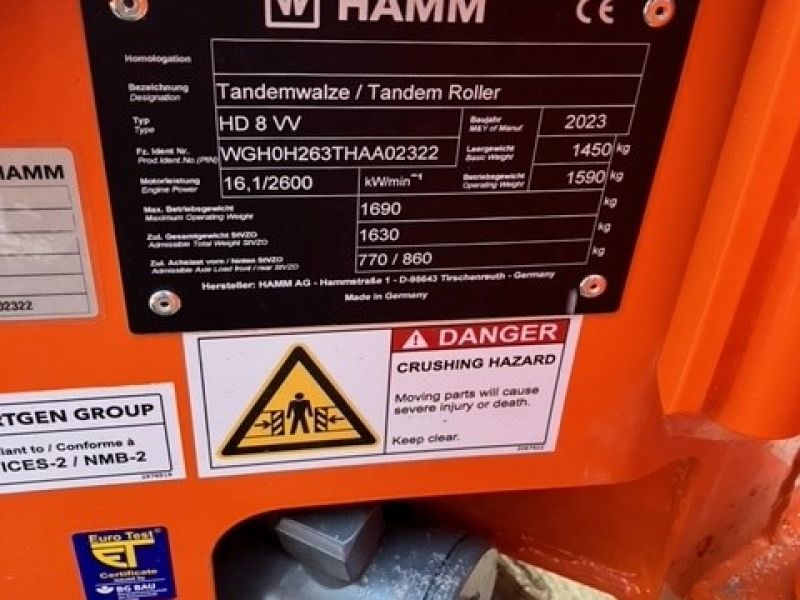 HAMM
CE
Homologation
Bezeichnung
Designation
Tandemwalze / Tandem Roller
Typ
Type
HD 8 VV
Baujahr
M&Y of Manuf.
2023
Fz. Ident Nr.
Prod.Ident.No.(PIN)
WGH0H263THAA02322
Leergewicht
Basic Weight
1450 kg
Motorleistung
Engine Power
16,1/2600
kW/min⁻¹
Betriebsgewicht
Operating Weight
1590 kg
Max. Betriebsgewicht
Maximum Operating Weight
1690
kg
Zul. Gesamtgewicht StVZO
Admissible Total Weight StVZO
1630
kg
Zul. Achslast vorn / hinten StVZO
Admissible Axle Load front / rear StVZO
770 / 860
kg
Hersteller: HAMM AG - Hammstraße 1 - D-95643 Tirschenreuth - Germany
Made in Germany
HAMM
02322
DANGER
CRUSHING HAZARD
Moving parts will cause
severe injury or death.
Keep clear.
RTGEN GROUP
liant to / Conforme à
ICES-2 / NMB-2
Euro Test
ET
Certificate
issued by
BG BAU